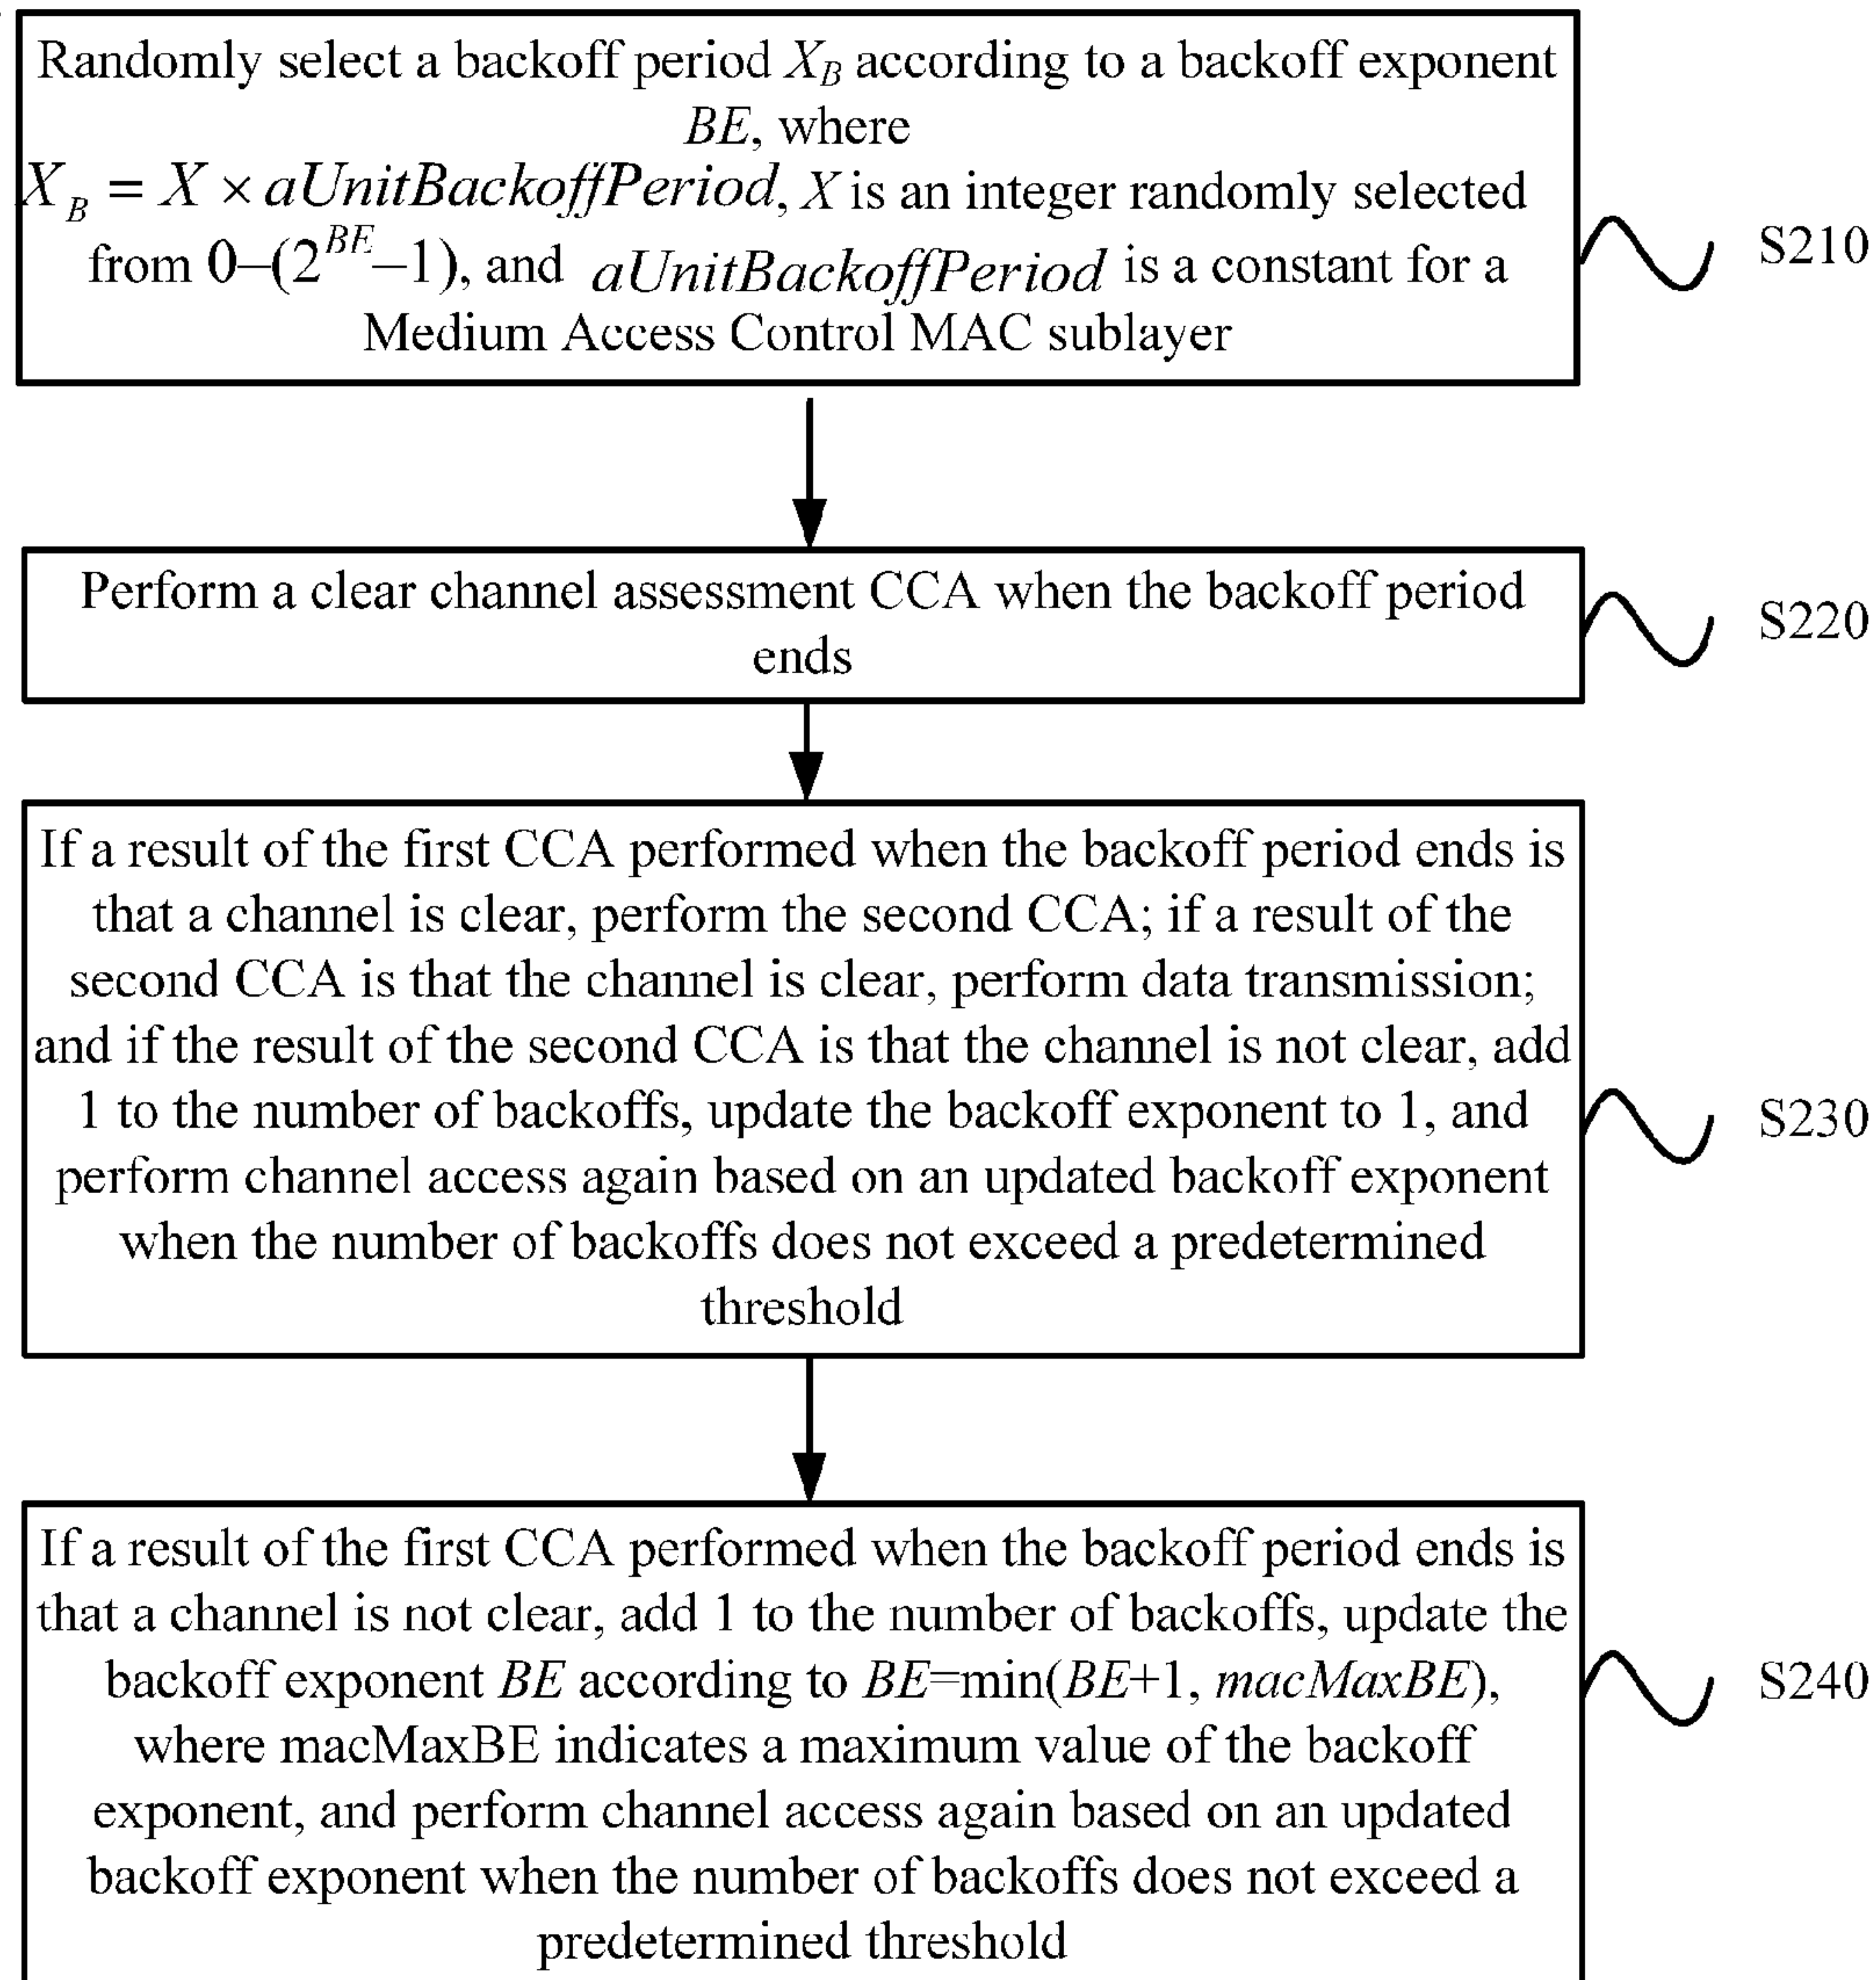 Randomly select a backoff period X_B according to a backoff exponent
BE, where
X_B = X × aUnitBackoffPeriod, X is an integer randomly selected
from 0–(2^BE–1), and aUnitBackoffPeriod is a constant for a
Medium Access Control MAC sublayer
S210
Perform a clear channel assessment CCA when the backoff period
ends
S220
If a result of the first CCA performed when the backoff period ends is
that a channel is clear, perform the second CCA; if a result of the
second CCA is that the channel is clear, perform data transmission;
and if the result of the second CCA is that the channel is not clear, add
1 to the number of backoffs, update the backoff exponent to 1, and
perform channel access again based on an updated backoff exponent
when the number of backoffs does not exceed a predetermined
threshold
S230
If a result of the first CCA performed when the backoff period ends is
that a channel is not clear, add 1 to the number of backoffs, update the
backoff exponent BE according to BE=min(BE+1, macMaxBE),
where macMaxBE indicates a maximum value of the backoff
exponent, and perform channel access again based on an updated
backoff exponent when the number of backoffs does not exceed a
predetermined threshold
S240